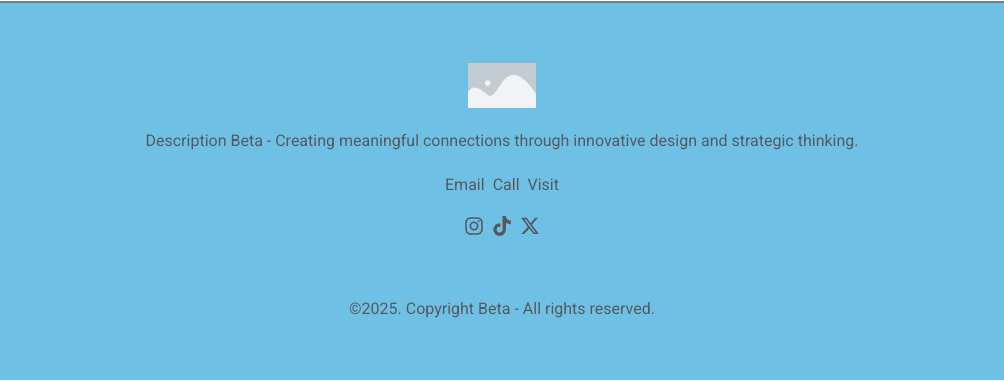 Description Beta - Creating meaningful connections through innovative design and strategic thinking.
Email Call Visit
©2025. Copyright Beta - All rights reserved.